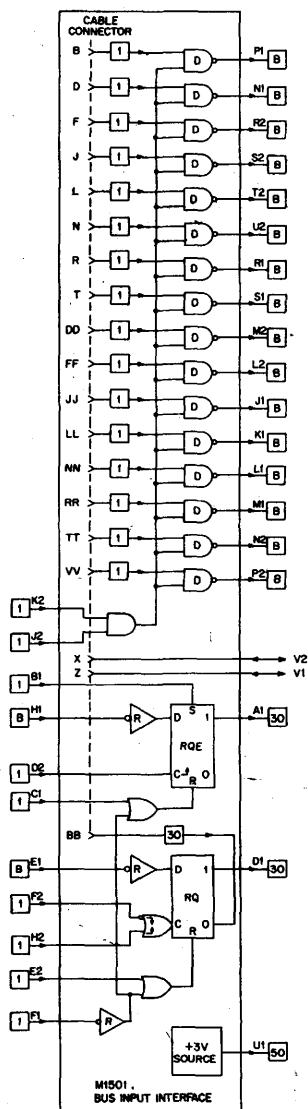 CABLE
CONNECTOR
B 1 D P1 B
D 1 D N1 B
F 1 D R2 B
J 1 D S2 B
L 1 D T2 B
N 1 D U2 B
R 1 D R1 B
T 1 D S1 B
DD 1 D M2 B
FF 1 D L2 B
JJ 1 D J1 B
LL 1 D K1 B
NN 1 D L1 B
RR 1 D M1 B
TT 1 D N2 B
VV 1 D P2 B
1 K2
1 J2
X V2
Z V1
1 B1
B H1 R D S 1 A1 30
RQE
1 D2 C R 0
1 C1
BB 30
B E1 R D 1 D1 30
RQ
1 F2 C R 0
1 H2
1 E2
1 F1 R
+3V
SOURCE
U1 50
M1501,
BUS INPUT INTERFACE